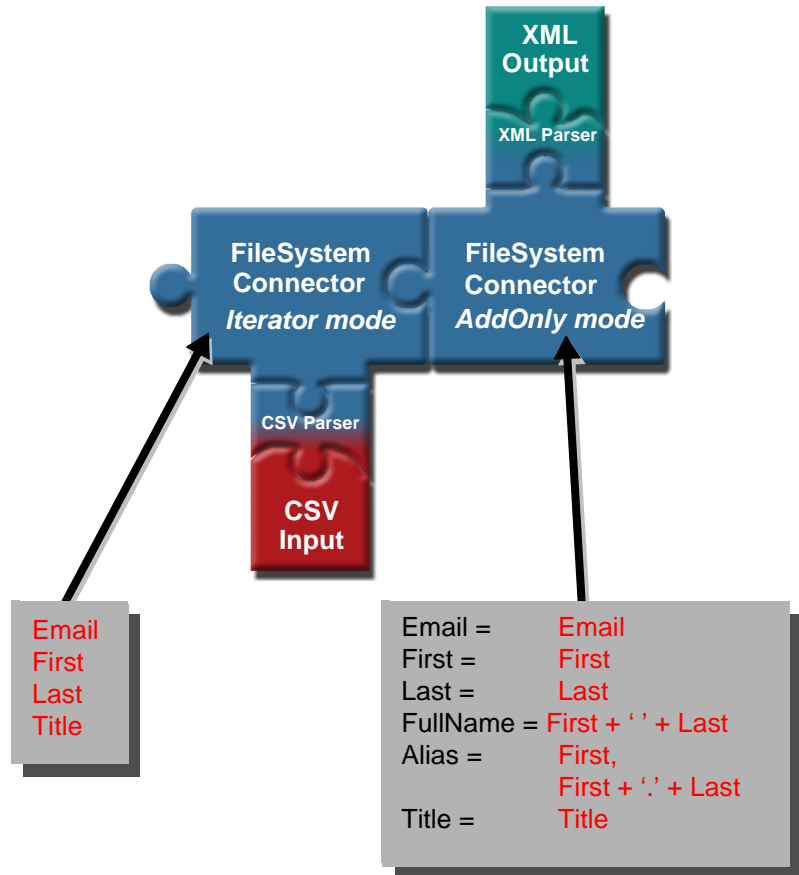 XML
Output
XML Parser
FileSystem
Connector
Iterator mode
FileSystem
Connector
AddOnly mode
CSV Parser
CSV
Input
Email
First
Last
Title
Email = Email
First = First
Last = Last
FullName = First + ‘ ’ + Last
Alias = First,
First + ‘.’ + Last
Title = Title